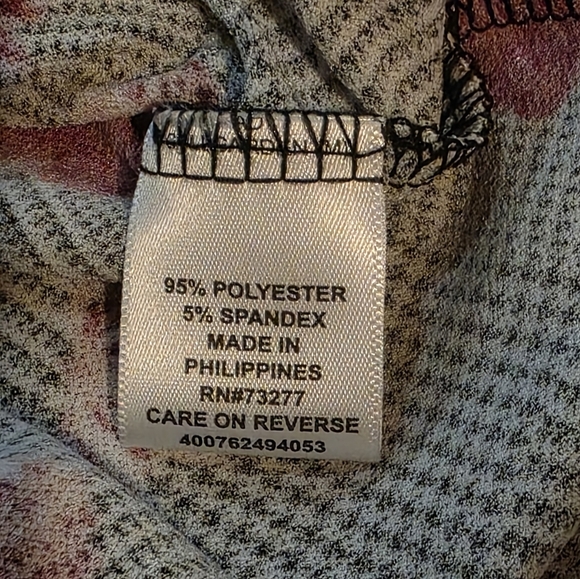 95% POLYESTER
5% SPANDEX
MADE IN
PHILIPPINES
RN#73277
CARE ON REVERSE
400762494053